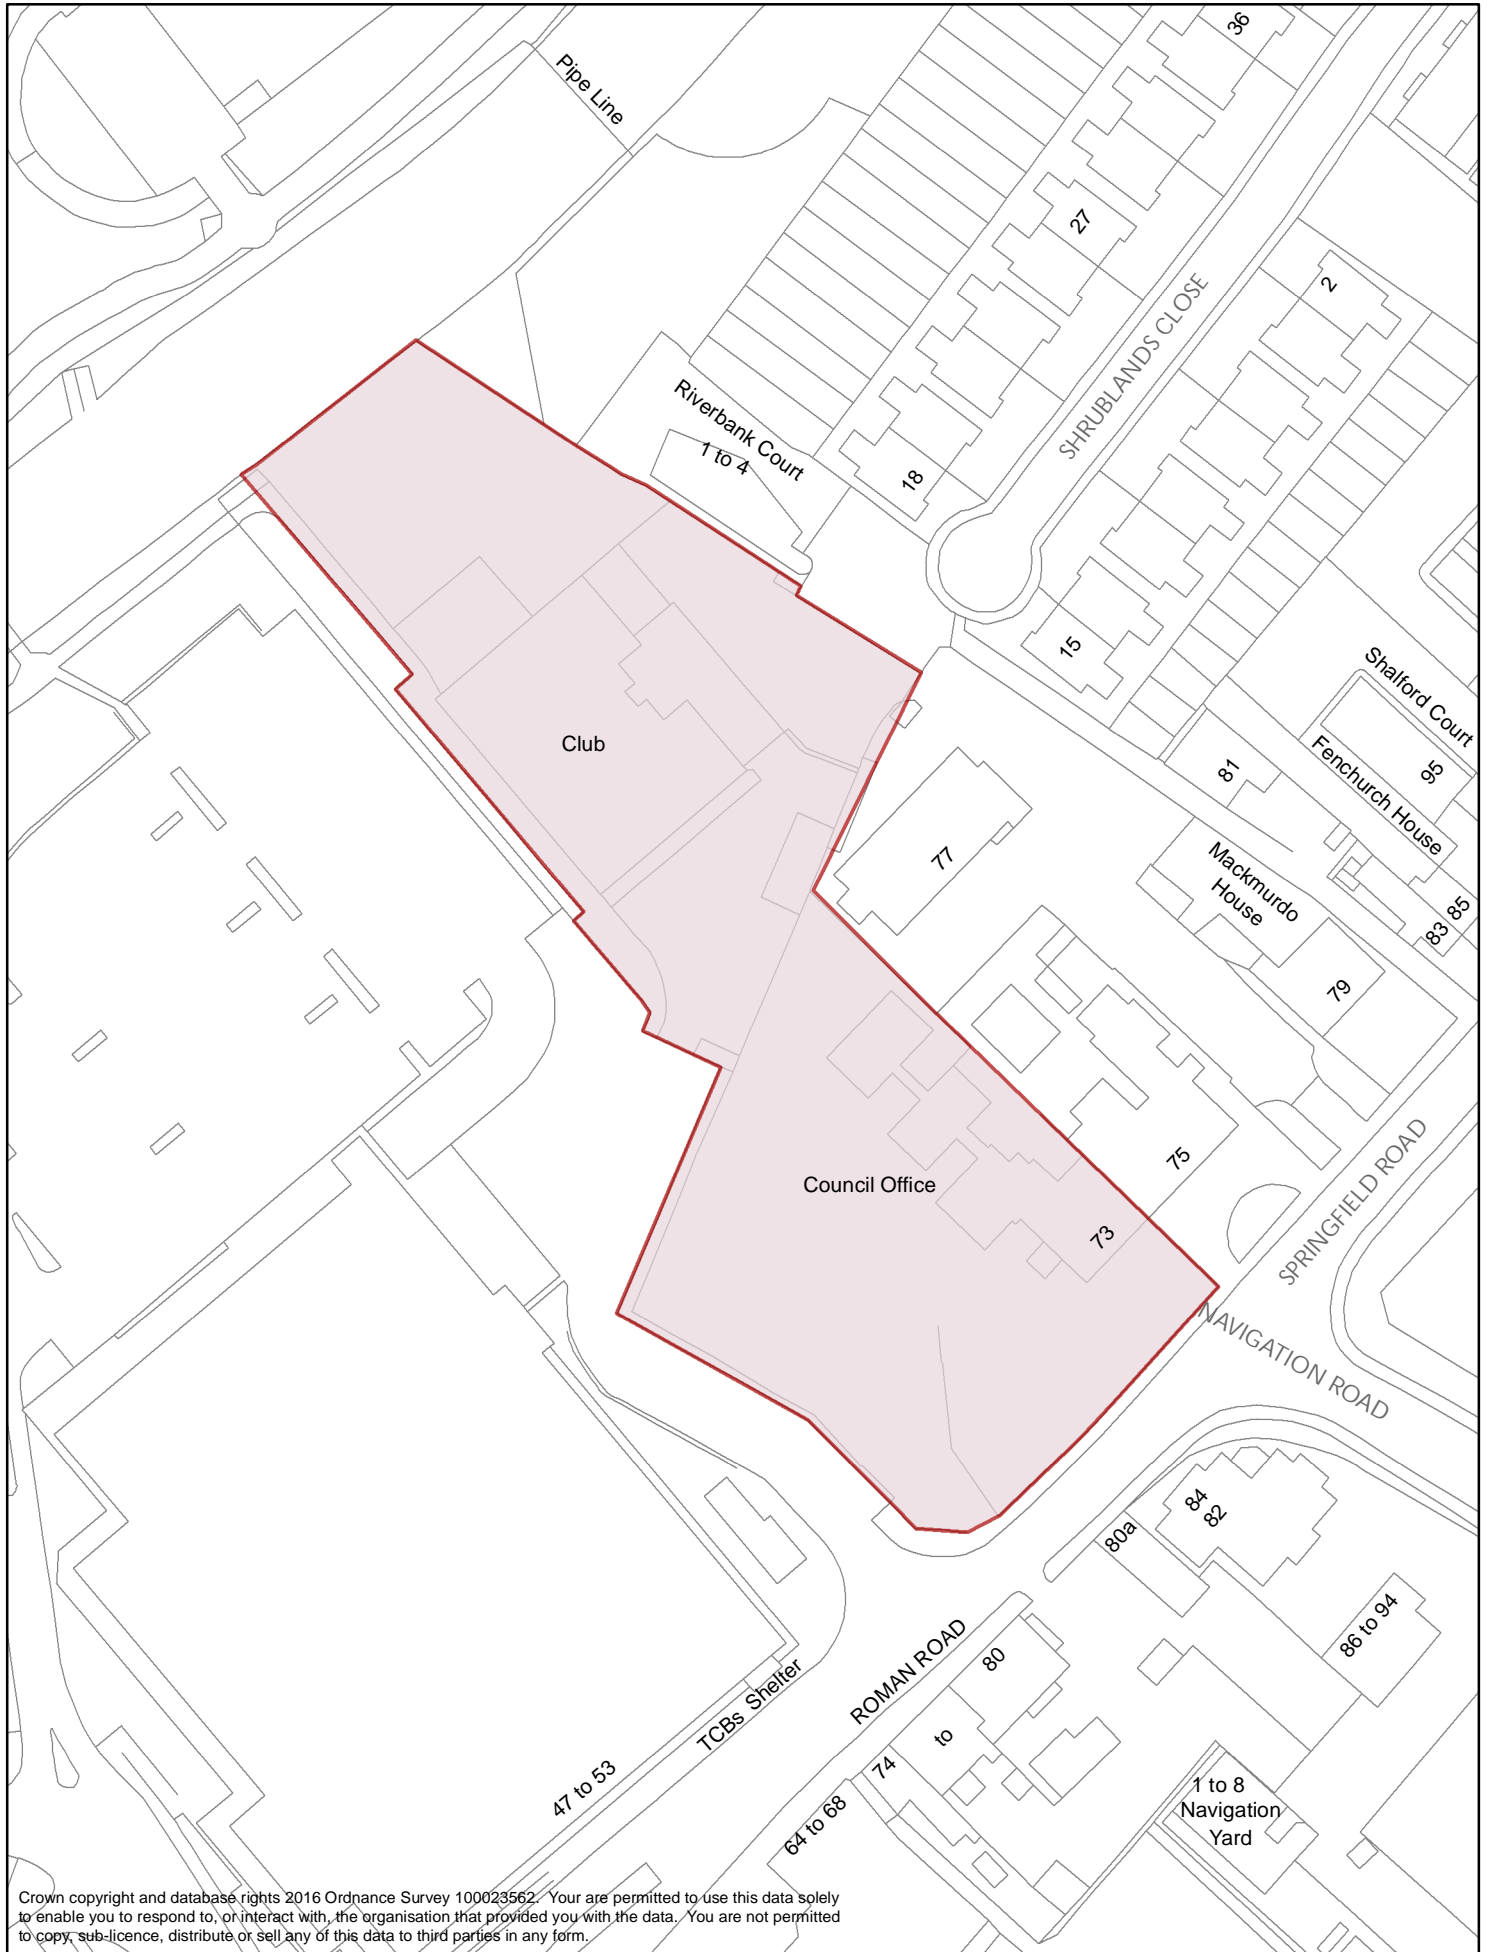 36
Pipe Line
27
2
SHRUBLANDS CLOSE
Riverbank Court
1 to 4
18
15
Shalford Court
95
Fenchurch House
81
Club
77
Mackmurdo
House
85
83
79
75
Council Office
73
SPRINGFIELD ROAD
NAVIGATION ROAD
84
82
80a
86 to 94
ROMAN ROAD
80
to
74
TCBs Shelter
47 to 53
64 to 68
1 to 8
Navigation
Yard
Crown copyright and database rights 2016 Ordnance Survey 100023562. Your are permitted to use this data solely
to enable you to respond to, or interact with, the organisation that provided you with the data. You are not permitted
to copy, sub-licence, distribute or sell any of this data to third parties in any form.